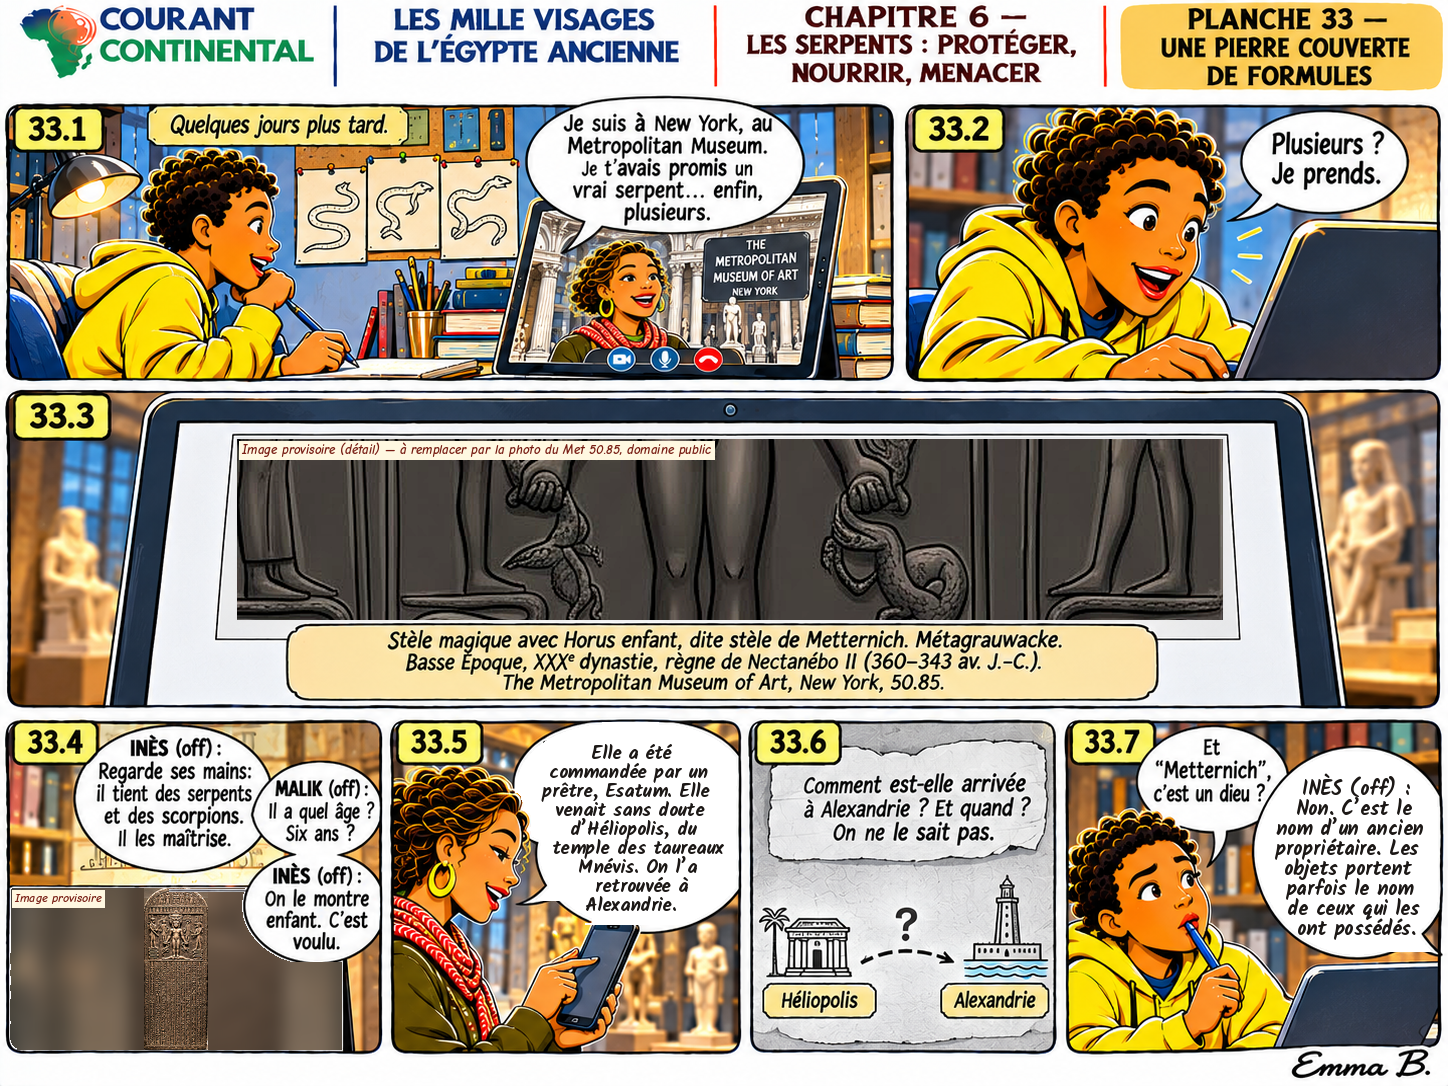 COURANT
CONTINENTAL
LES MILLE VISAGES
DE L'ÉGYPTE ANCIENNE
CHAPITRE 6 —
LES SERPENTS : PROTÉGER,
NOURRIR, MENACER
PLANCHE 33 —
UNE PIERRE COUVERTE
DE FORMULES
33.1
Quelques jours plus tard.
Je suis à New York, au
Metropolitan Museum.
Je t'avais promis un
vrai serpent... enfin,
plusieurs.
THE
METROPOLITAN
MUSEUM OF ART
NEW YORK
33.2
Plusieurs ?
Je prends.
33.3
Image provisoire (détail) — à remplacer par la photo du Met 50.85, domaine public
Stèle magique avec Horus enfant, dite stèle de Metternich. Métagrauwacke.
Basse Époque, XXXe dynastie, règne de Nectanébo II (360–343 av. J.-C.).
The Metropolitan Museum of Art, New York, 50.85.
33.4
INÈS (off) :
Regarde ses mains:
il tient des serpents
et des scorpions.
Il les maîtrise.
MALIK (off) :
Il a quel âge ?
Six ans ?
INÈS (off) :
On le montre
enfant. C'est
voulu.
Image provisoire
33.5
Elle a été
commandée par un
prêtre, Esatum. Elle
venait sans doute
d'Héliopolis, du
temple des taureaux
Mnévis. On l'a
retrouvée à
Alexandrie.
33.6
Comment est-elle arrivée
à Alexandrie ? Et quand ?
On ne le sait pas.
?
Héliopolis
Alexandrie
33.7
Et
“Metternich”,
c'est un dieu ?
INÈS (off) :
Non. C'est le
nom d'un ancien
propriétaire. Les
objets portent
parfois le nom
de ceux qui les
ont possédés.
Emma B.